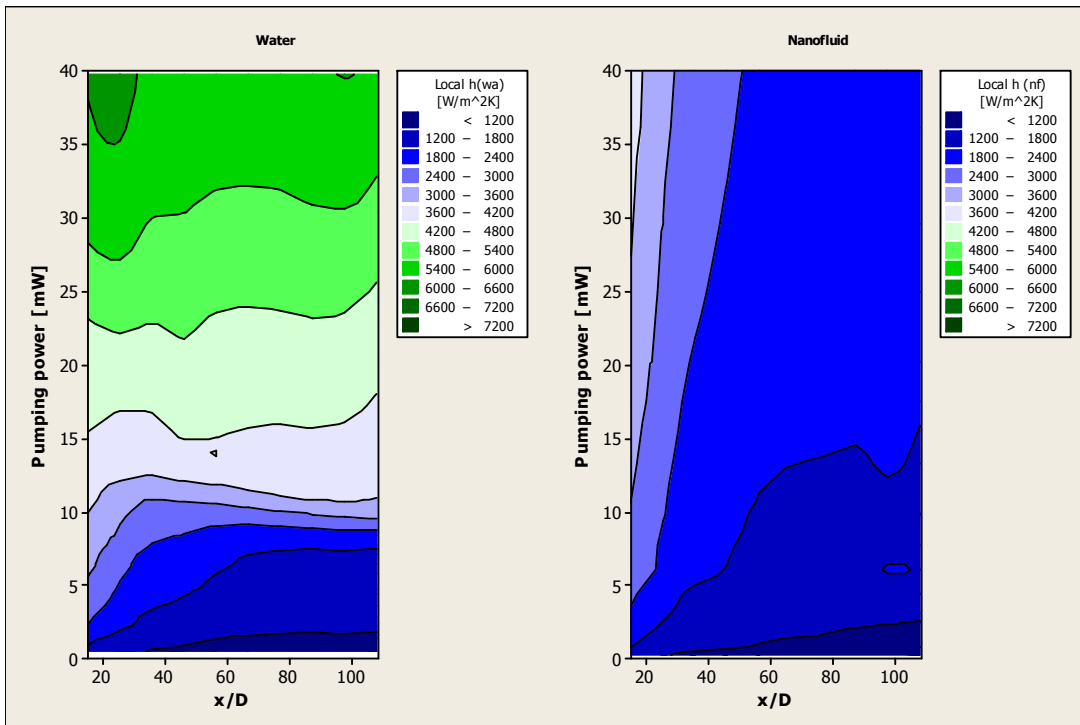 Water
Pumping power [mW]
40
35
30
25
20
15
10
5
0
20 40 60 80 100
x/D
Local h(wa)
[W/m^2K]
< 1200
1200 – 1800
1800 – 2400
2400 – 3000
3000 – 3600
3600 – 4200
4200 – 4800
4800 – 5400
5400 – 6000
6000 – 6600
6600 – 7200
> 7200
Nanofluid
Pumping power [mW]
40
35
30
25
20
15
10
5
0
20 40 60 80 100
x/D
Local h (nf)
[W/m^2K]
< 1200
1200 – 1800
1800 – 2400
2400 – 3000
3000 – 3600
3600 – 4200
4200 – 4800
4800 – 5400
5400 – 6000
6000 – 6600
6600 – 7200
> 7200